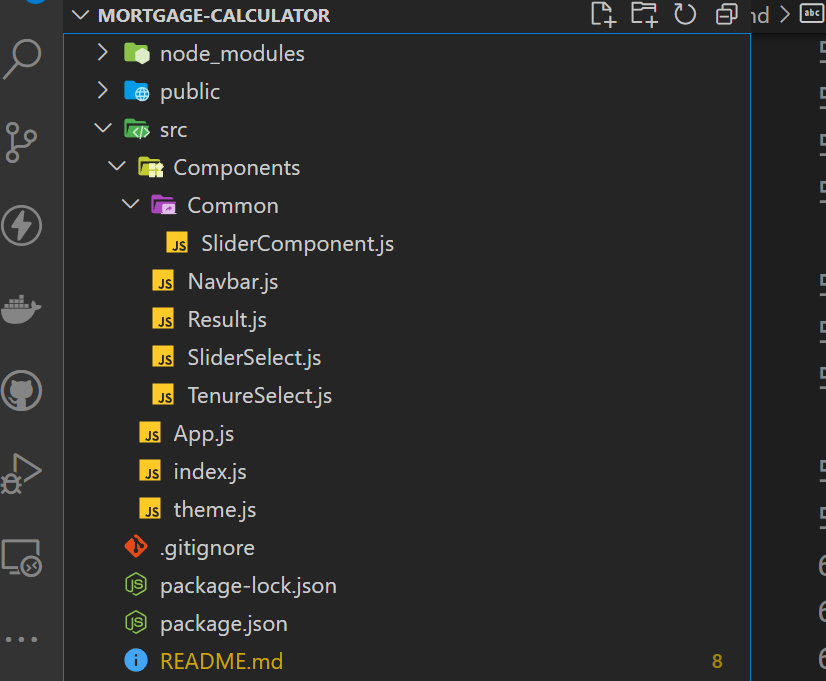 MORTGAGE-CALCULATOR
node_modules
public
src
Components
Common
JS SliderComponent.js
JS Navbar.js
JS Result.js
JS SliderSelect.js
JS TenureSelect.js
JS App.js
JS index.js
JS theme.js
.gitignore
package-lock.json
package.json
README.md 8